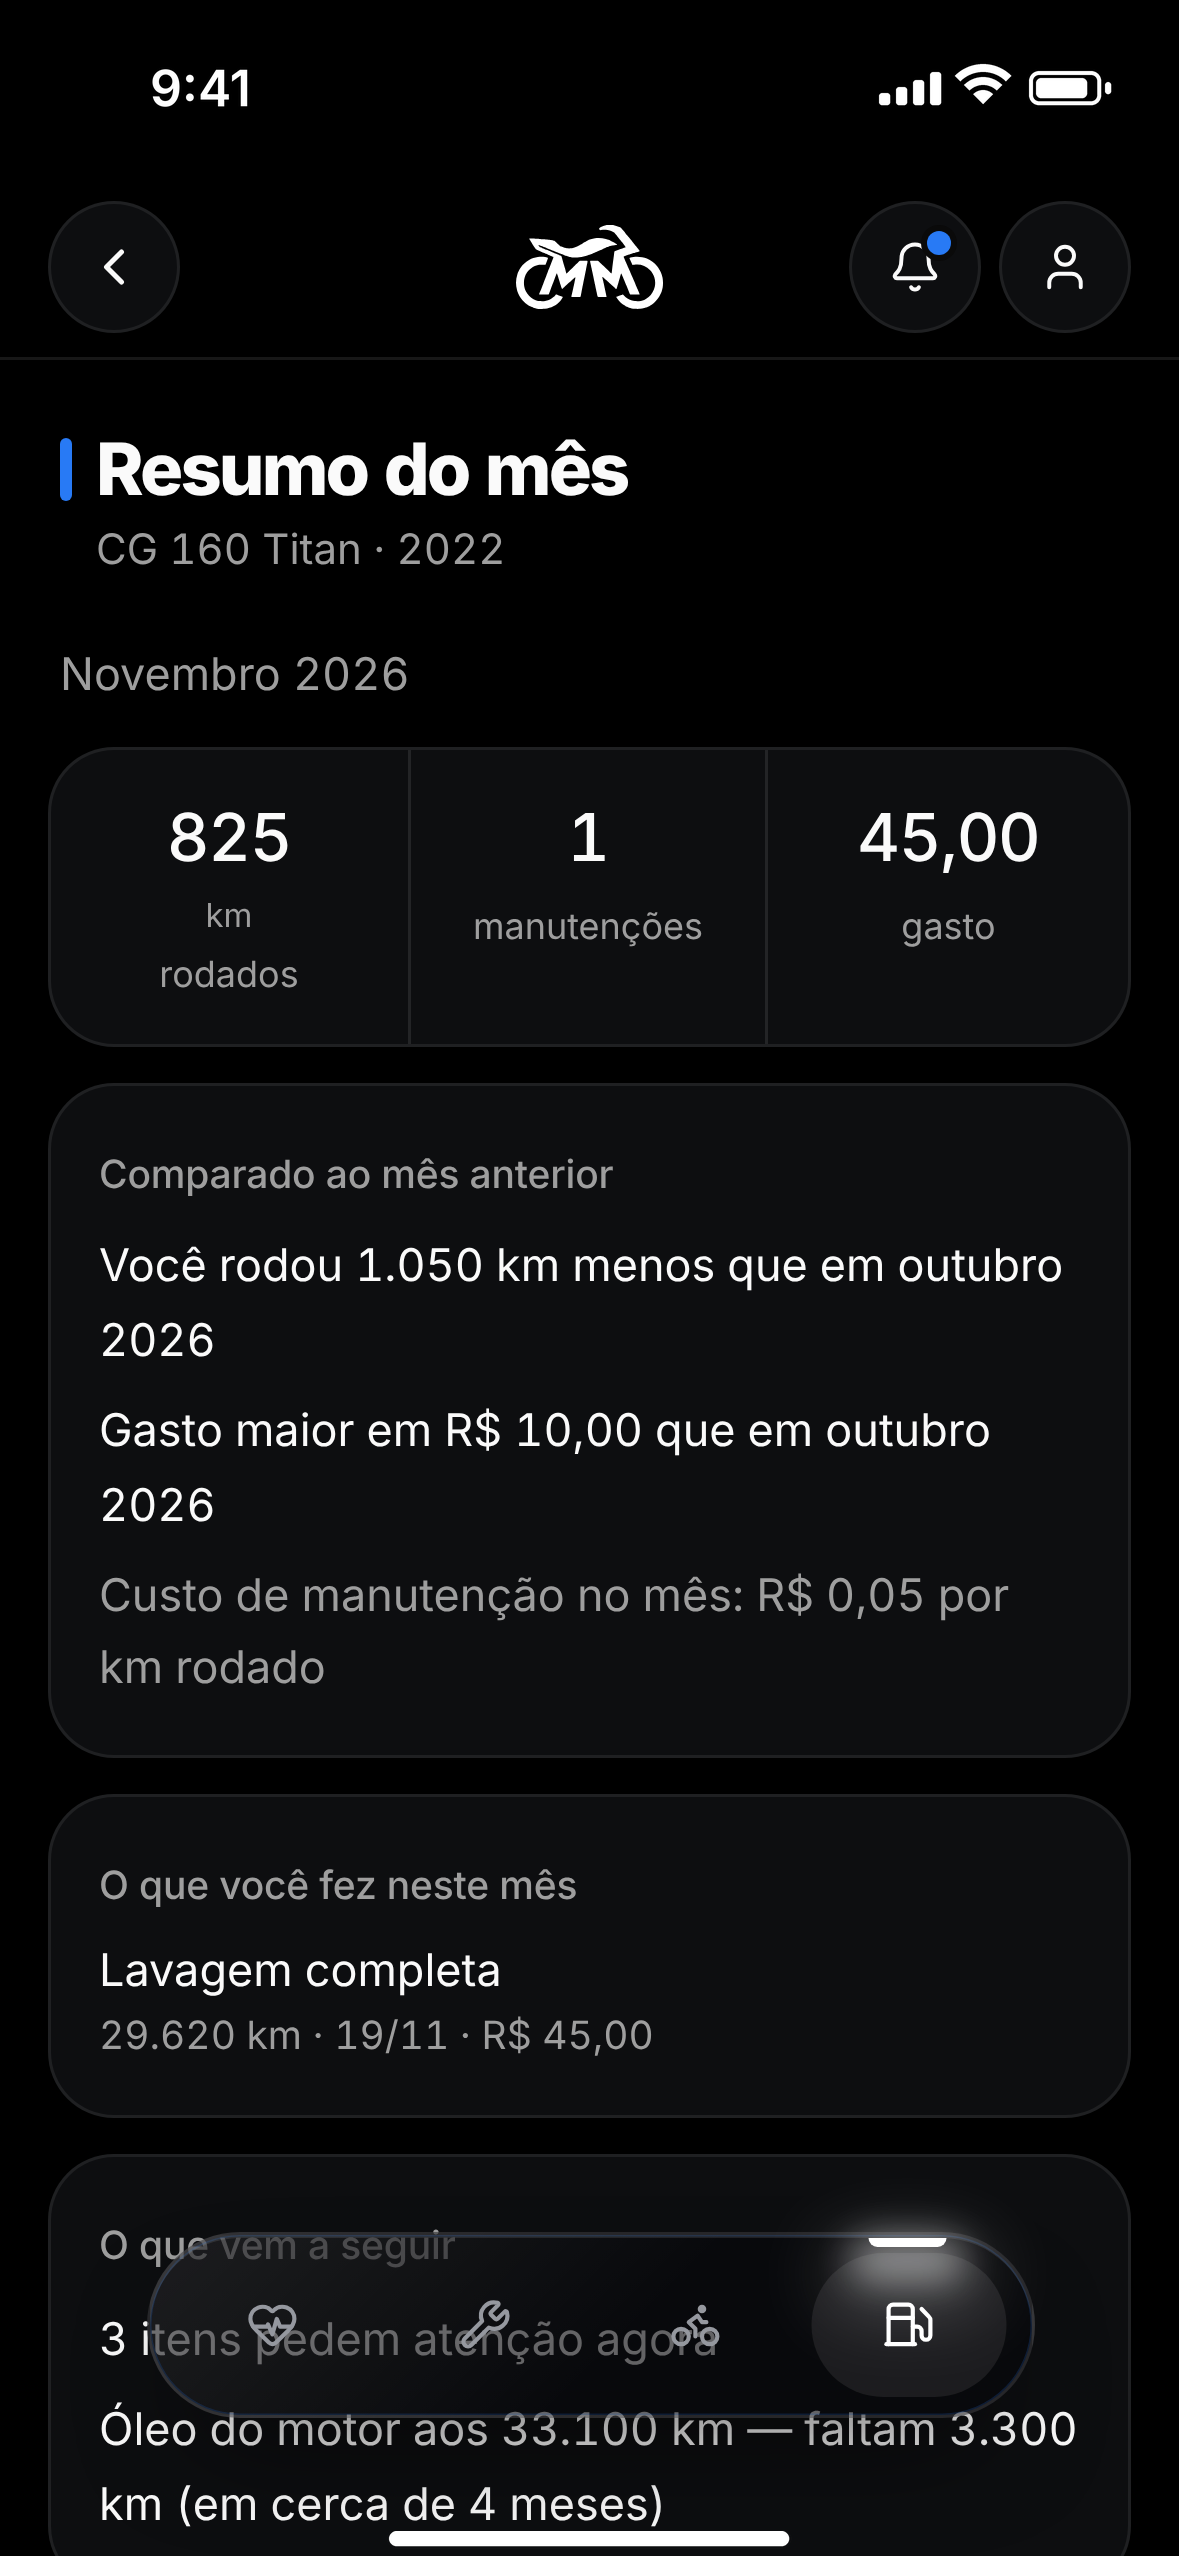 9:41
MM
Resumo do mês
CG 160 Titan · 2022
Novembro 2026
825
km
rodados
1
manutenções
45,00
gasto
Comparado ao mês anterior
Você rodou 1.050 km menos que em outubro
2026
Gasto maior em R$ 10,00 que em outubro
2026
Custo de manutenção no mês: R$ 0,05 por
km rodado
O que você fez neste mês
Lavagem completa
29.620 km · 19/11 · R$ 45,00
O que vem a seguir
3 itens pedem atenção agora
Óleo do motor aos 33.100 km — faltam 3.300
km (em cerca de 4 meses)